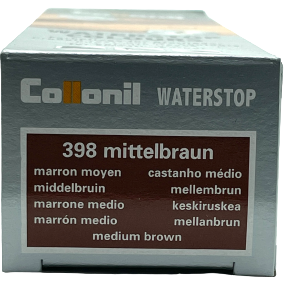 Collonil WATERSTOP
398 mittelbraun
marron moyen castanho médio
middelbruin mellembrun
marrone medio keskiruskea
marrón medio mellanbrun
medium brown